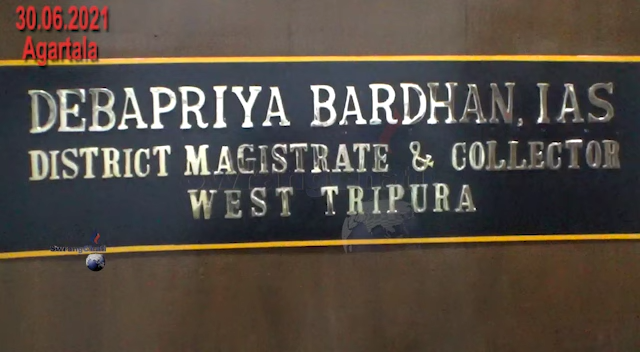 30.06.2021
Agartala
DEBAPRIYA BARDHAN, IAS
DISTRICT MAGISTRATE & COLLECTOR
WEST TRIPURA